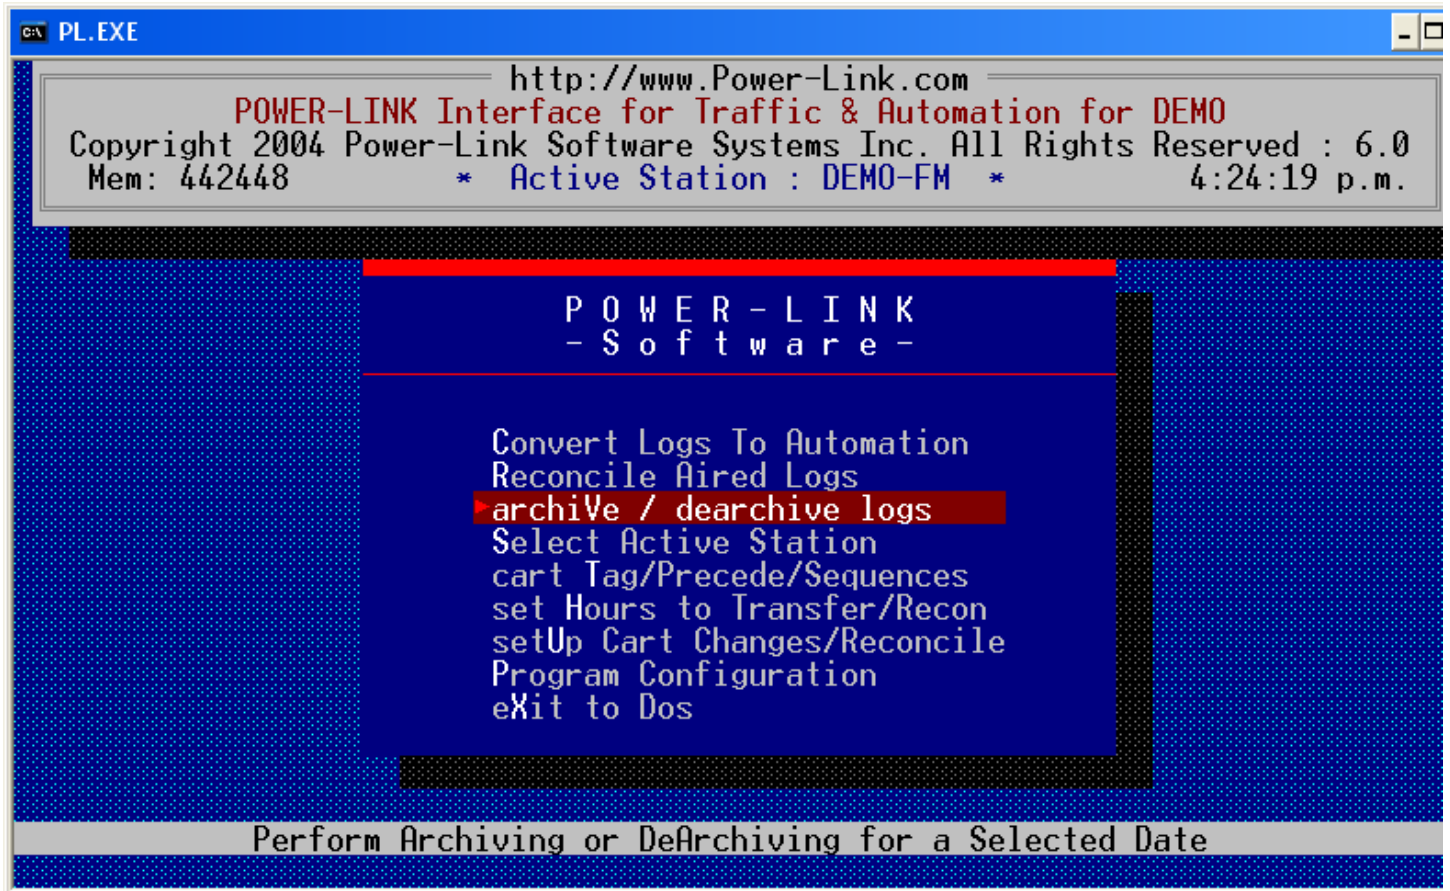 PL.EXE
http://www.Power-Link.com
POWER-LINK Interface for Traffic & Automation for DEMO
Copyright 2004 Power-Link Software Systems Inc. All Rights Reserved : 6.0
Mem: 442448 * Active Station : DEMO-FM * 4:24:19 p.m.
P O W E R - L I N K
- S o f t w a r e -
Convert Logs To Automation
Reconcile Aired Logs
archiVe / dearchive logs
Select Active Station
cart Tag/Precede/Sequences
set Hours to Transfer/Recon
setUp Cart Changes/Reconcile
Program Configuration
eXit to Dos
Perform Archiving or DeArchiving for a Selected Date